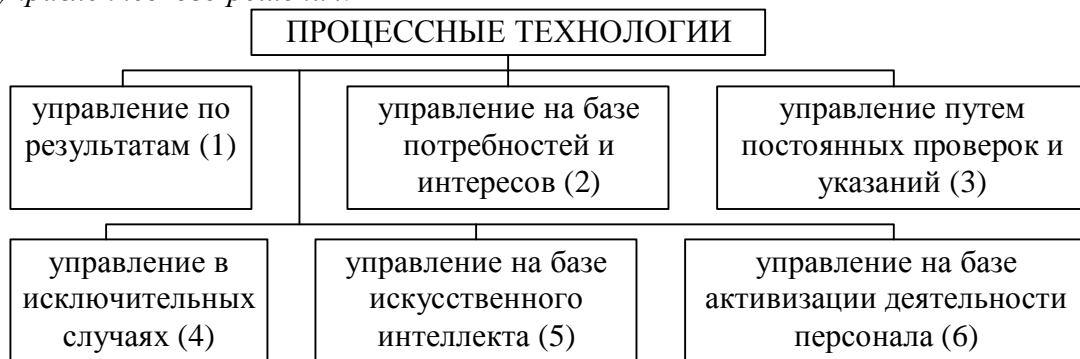 ПРОЦЕССНЫЕ ТЕХНОЛОГИИ
управление по
результатам (1)
управление на базе
потребностей и
интересов (2)
управление путем
постоянных проверок и
указаний (3)
управление в
исключительных
случаях (4)
управление на базе
искусственного
интеллекта (5)
управление на базе
активизации деятельности
персонала (6)